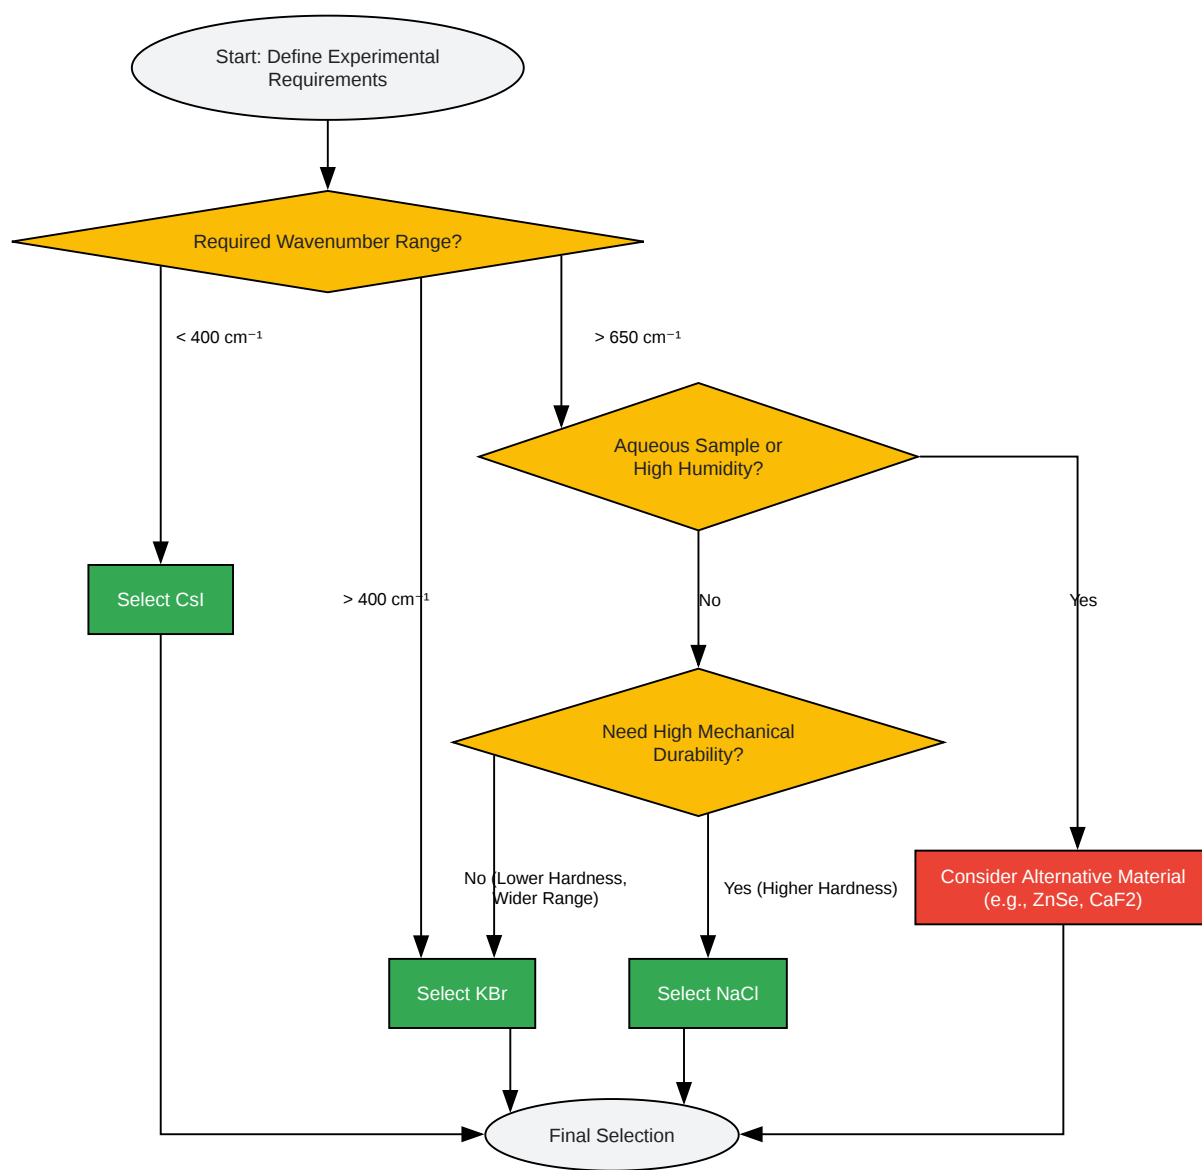 Start: Define Experimental
Requirements
Required Wavenumber Range?
< 400 cm⁻¹
> 650 cm⁻¹
Aqueous Sample or
High Humidity?
Select CsI
> 400 cm⁻¹
No
Yes
Need High Mechanical
Durability?
No (Lower Hardness,
Wider Range)
Yes (Higher Hardness)
Consider Alternative Material
(e.g., ZnSe, CaF2)
Select KBr
Select NaCl
Final Selection